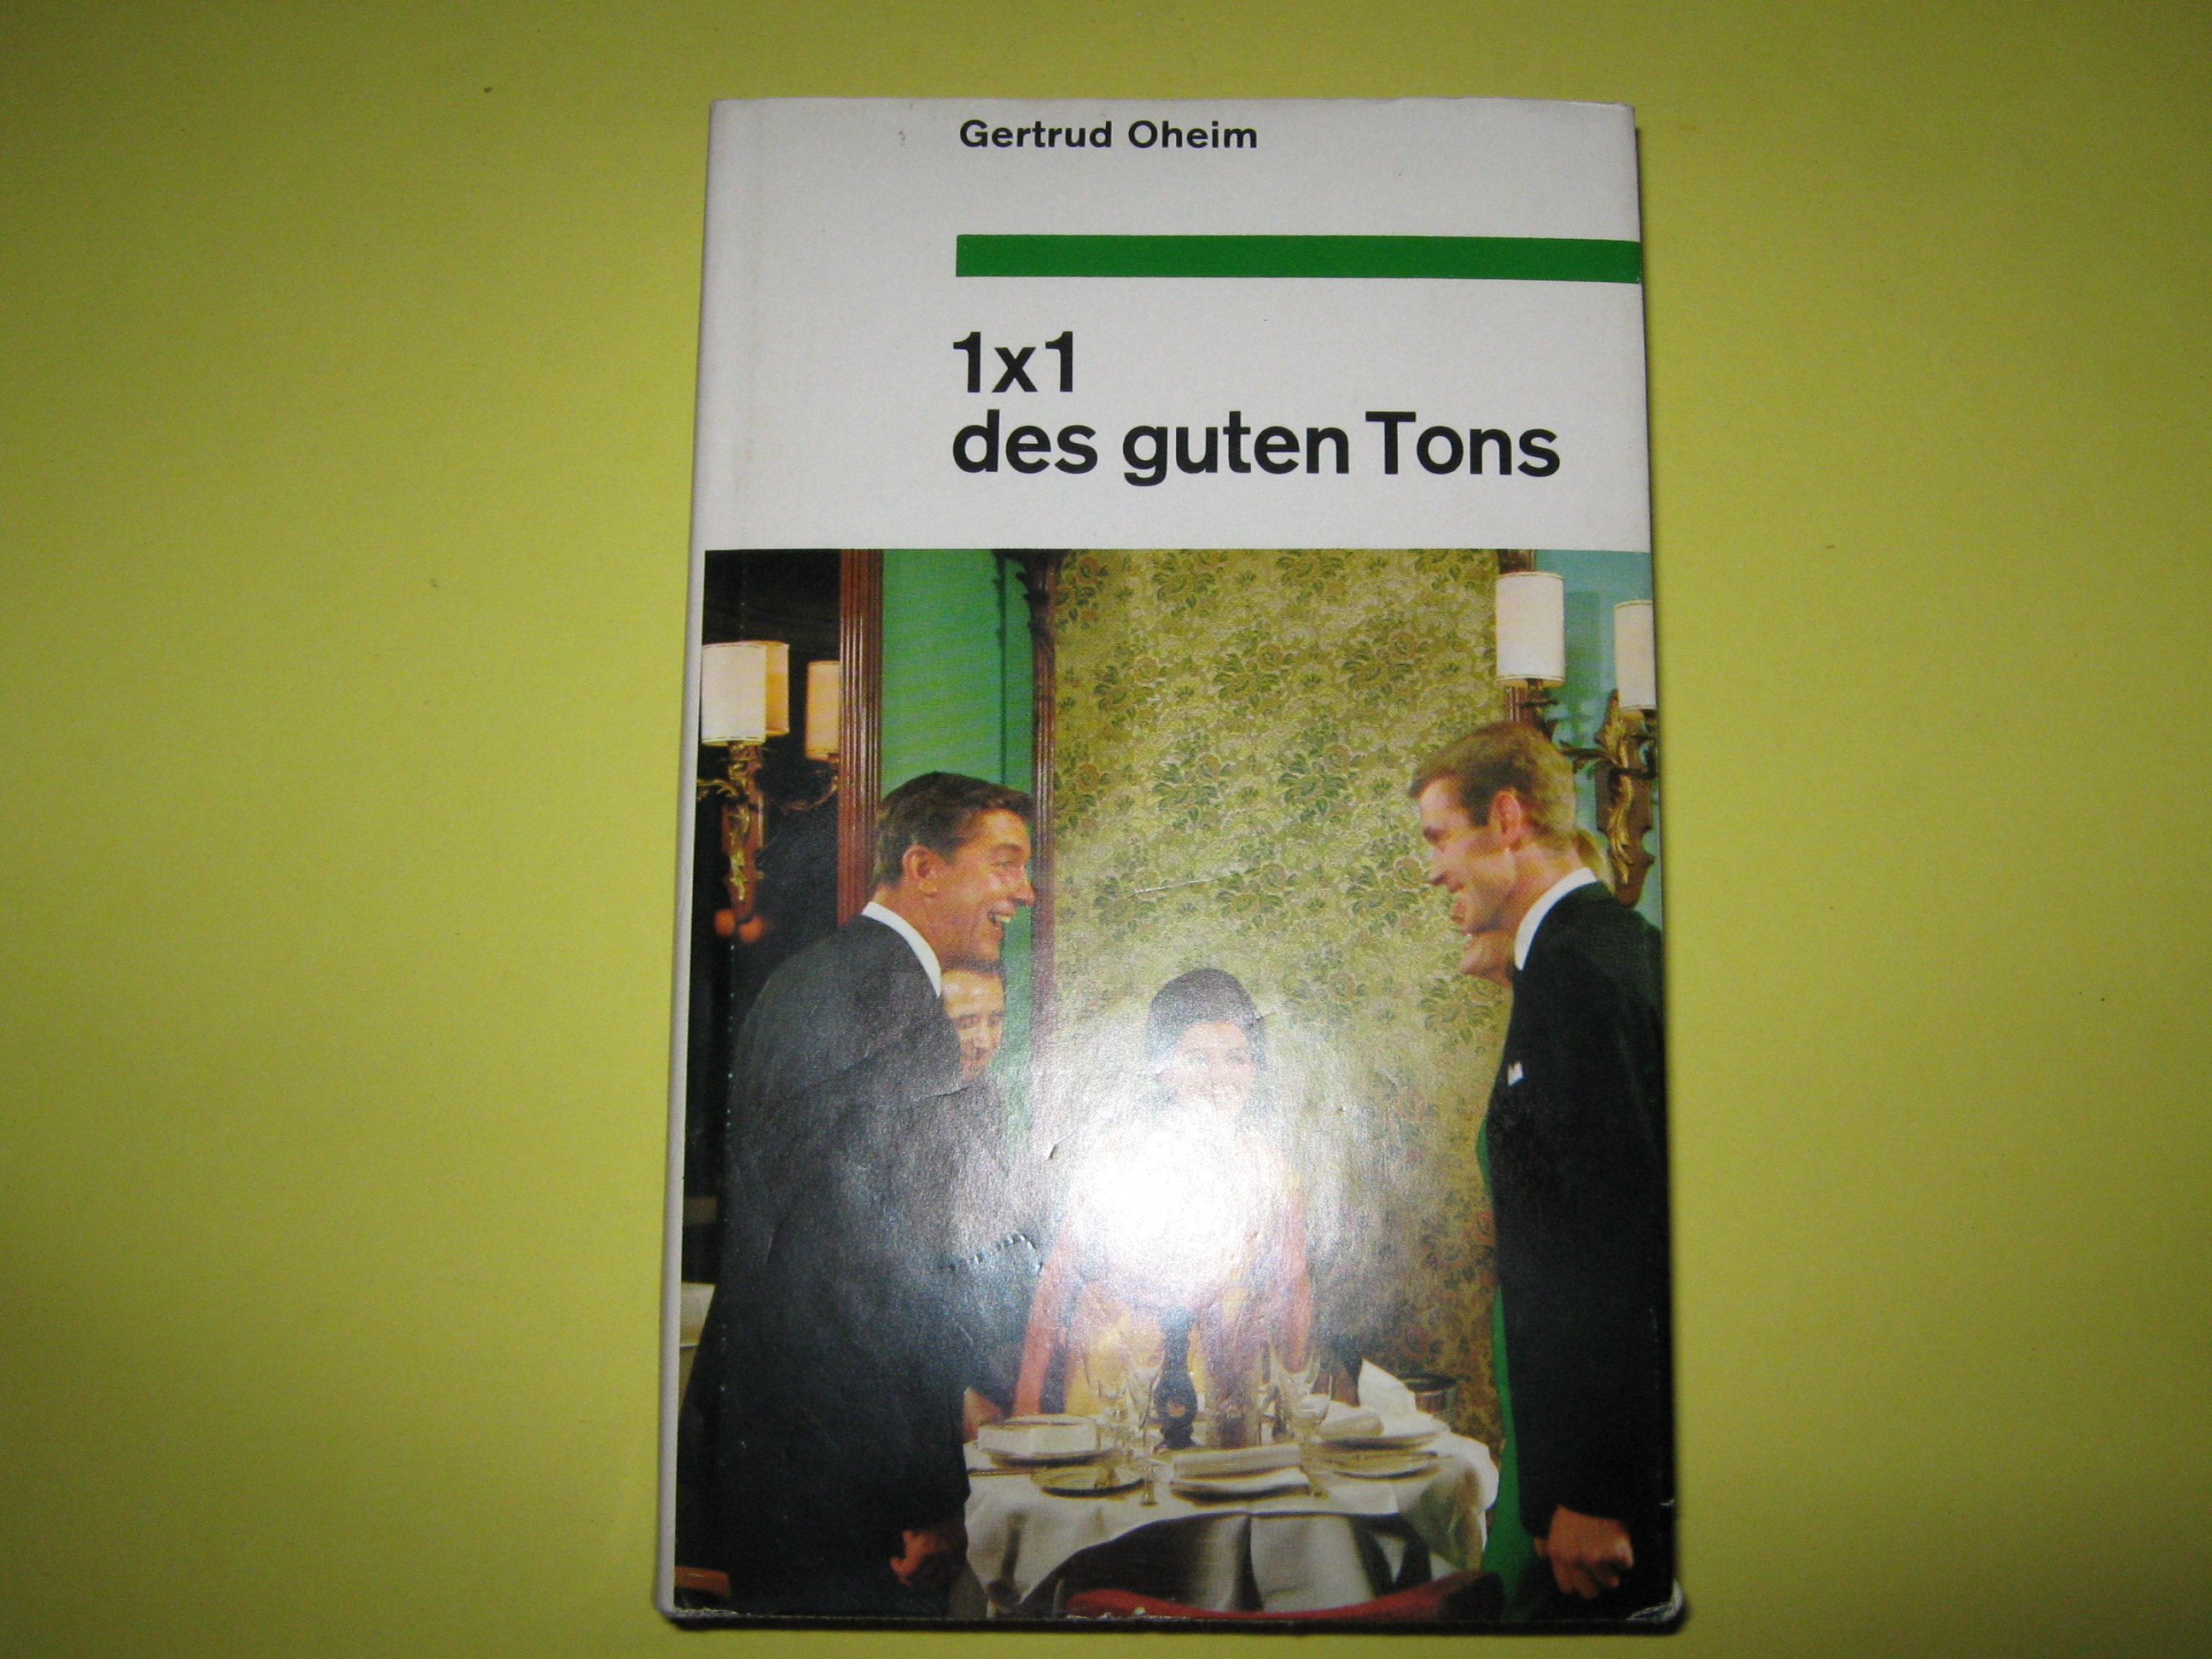 Gertrud Oheim
1x1
des guten Tons